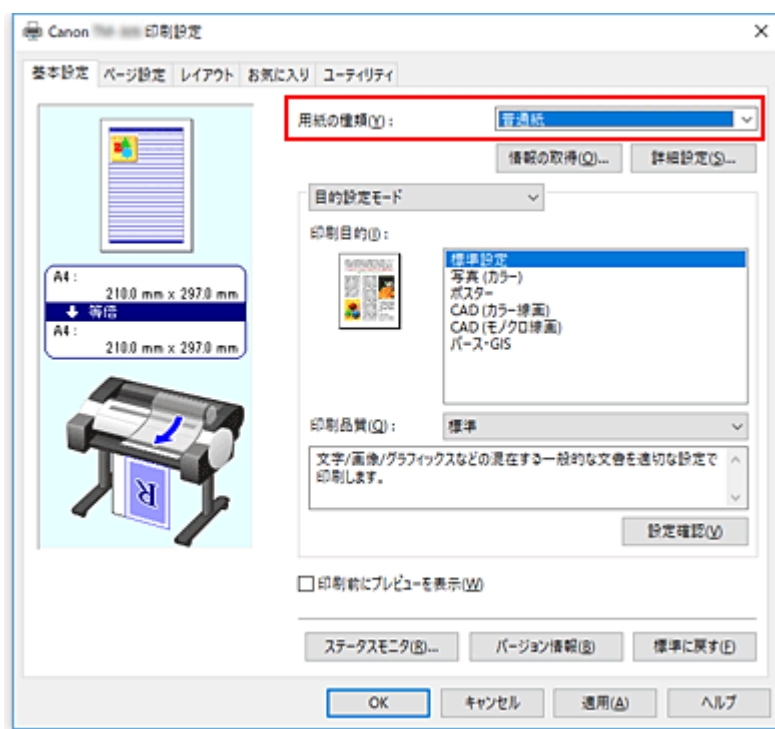 Canon 印刷設定
基本設定 ページ設定 レイアウト お気に入り ユーティリティ
用紙の種類(Y): 普通紙
情報の取得(O)... 詳細設定(S)...
目的設定モード
印刷目的(I):
標準設定
写真 (カラー)
ポスター
CAD (カラー線画)
CAD (モノクロ線画)
パース・GIS
A4 :
210.0 mm x 297.0 mm
等倍
A4 :
210.0 mm x 297.0 mm
R
印刷品質(Q): 標準
文字/画像/グラフィックスなどの混在する一般的な文書を適切な設定で
印刷します。
設定確認(V)
印刷前にプレビューを表示(W)
ステータスモニタ(R)... バージョン情報(B) 標準に戻す(F)
OK キャンセル 適用(A) ヘルプ